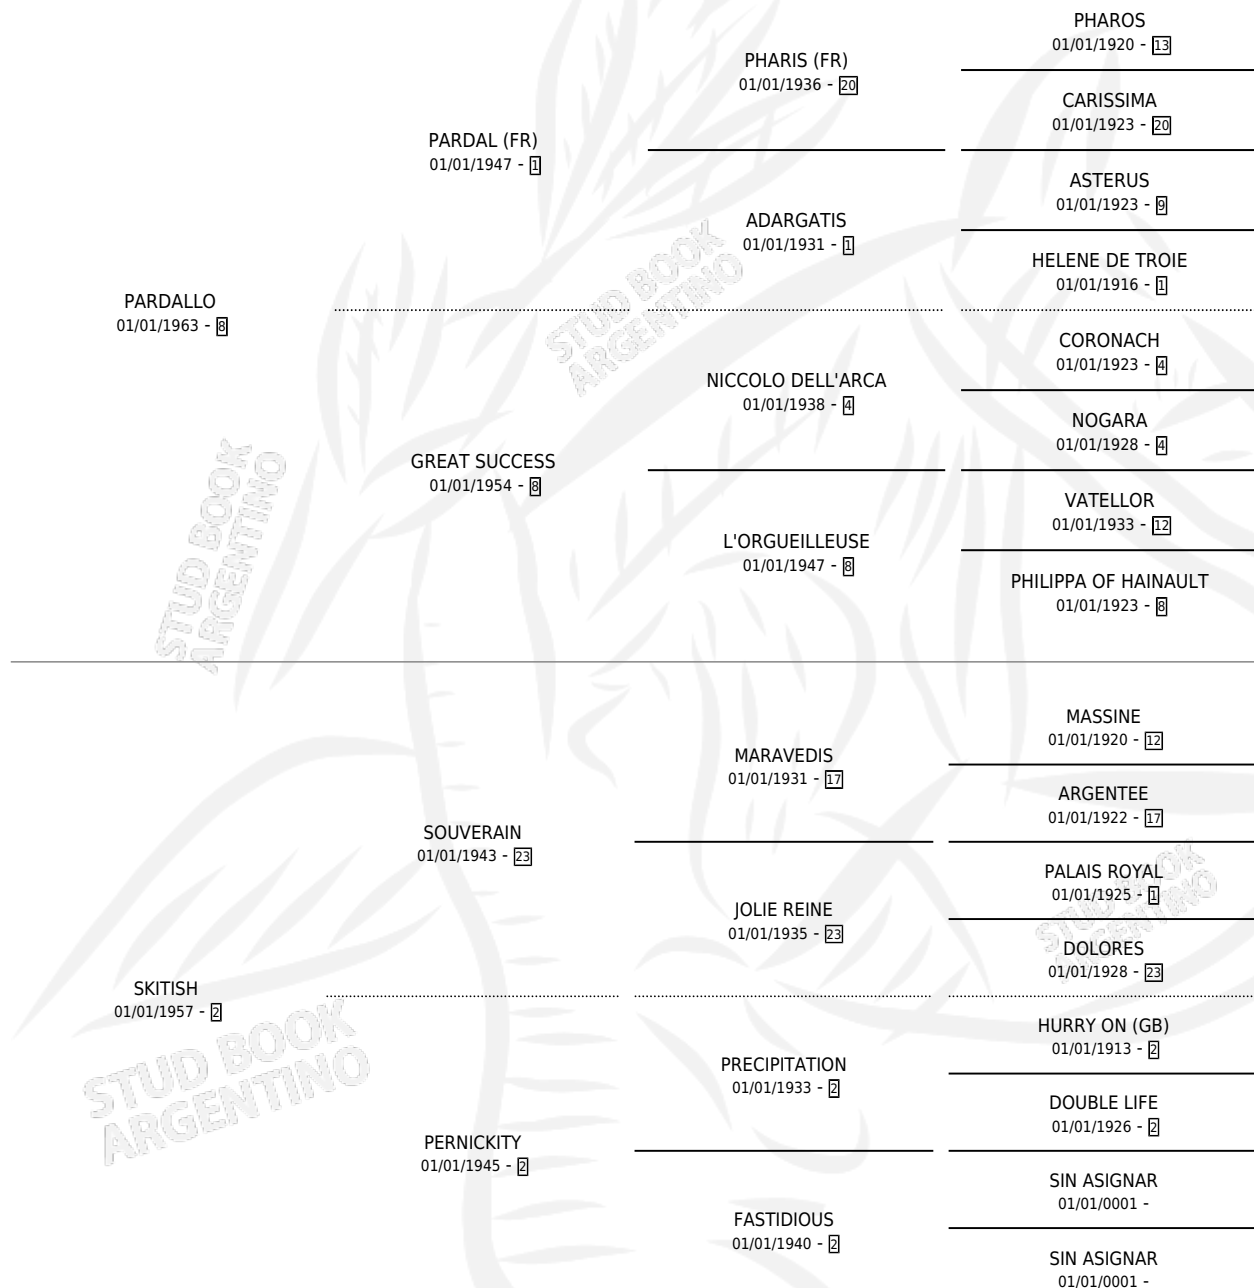 PHAROS
01/01/1920 - 13
PHARIS (FR)
01/01/1936 - 20
CARISSIMA
01/01/1923 - 20
PARDAL (FR)
01/01/1947 - 1
ASTERUS
01/01/1923 - 9
ADARGATIS
01/01/1931 - 1
HELENE DE TROIE
01/01/1916 - 1
PARDALLO
01/01/1963 - 8
CORONACH
01/01/1923 - 4
NICCOLO DELL'ARCA
01/01/1938 - 4
NOGARA
01/01/1928 - 4
GREAT SUCCESS
01/01/1954 - 8
VATELLOR
01/01/1933 - 12
L'ORGUEILLEUSE
01/01/1947 - 8
PHILIPPA OF HAINAULT
01/01/1923 - 8
MASSINE
01/01/1920 - 12
MARAVEDIS
01/01/1931 - 17
ARGENTEE
01/01/1922 - 17
SOUVERAIN
01/01/1943 - 23
PALAIS ROYAL
01/01/1925 - 1
JOLIE REINE
01/01/1935 - 23
DOLORES
01/01/1928 - 23
SKITISH
01/01/1957 - 2
HURRY ON (GB)
01/01/1913 - 2
PRECIPITATION
01/01/1933 - 2
DOUBLE LIFE
01/01/1926 - 2
PERNICKITY
01/01/1945 - 2
SIN ASIGNAR
01/01/0001 -
FASTIDIOUS
01/01/1940 - 2
SIN ASIGNAR
01/01/0001 -
STUD BOOK
ARGENTINO
STUD BOOK
ARGENTINO
STUD BOOK
ARGENTINO
STUD BOOK
ARGENTINO